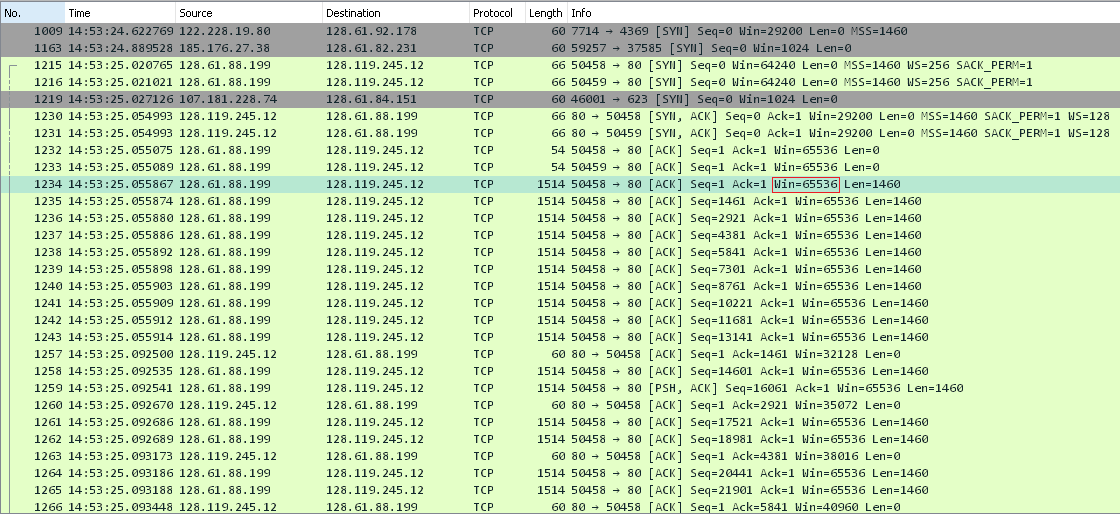 No. Time Source Destination Protocol Length Info
1009 14:53:24.622769 122.228.19.80 128.61.92.178 TCP 60 7714 → 4369 [SYN] Seq=0 Win=29200 Len=0 MSS=1460
1163 14:53:24.889528 185.176.27.38 128.61.82.231 TCP 60 59257 → 37585 [SYN] Seq=0 Win=1024 Len=0
1215 14:53:25.020765 128.61.88.199 128.119.245.12 TCP 66 50458 → 80 [SYN] Seq=0 Win=64240 Len=0 MSS=1460 WS=256 SACK_PERM=1
1216 14:53:25.021021 128.61.88.199 128.119.245.12 TCP 66 50459 → 80 [SYN] Seq=0 Win=64240 Len=0 MSS=1460 WS=256 SACK_PERM=1
1219 14:53:25.027126 107.181.228.74 128.61.84.151 TCP 60 46001 → 623 [SYN] Seq=0 Win=1024 Len=0
1230 14:53:25.054993 128.119.245.12 128.61.88.199 TCP 66 80 → 50458 [SYN, ACK] Seq=0 Ack=1 Win=29200 Len=0 MSS=1460 SACK_PERM=1 WS=128
1231 14:53:25.054993 128.119.245.12 128.61.88.199 TCP 66 80 → 50459 [SYN, ACK] Seq=0 Ack=1 Win=29200 Len=0 MSS=1460 SACK_PERM=1 WS=128
1232 14:53:25.055075 128.61.88.199 128.119.245.12 TCP 54 50458 → 80 [ACK] Seq=1 Ack=1 Win=65536 Len=0
1233 14:53:25.055089 128.61.88.199 128.119.245.12 TCP 54 50459 → 80 [ACK] Seq=1 Ack=1 Win=65536 Len=0
1234 14:53:25.055867 128.61.88.199 128.119.245.12 TCP 1514 50458 → 80 [ACK] Seq=1 Ack=1 Win=65536 Len=1460
1235 14:53:25.055874 128.61.88.199 128.119.245.12 TCP 1514 50458 → 80 [ACK] Seq=1461 Ack=1 Win=65536 Len=1460
1236 14:53:25.055880 128.61.88.199 128.119.245.12 TCP 1514 50458 → 80 [ACK] Seq=2921 Ack=1 Win=65536 Len=1460
1237 14:53:25.055886 128.61.88.199 128.119.245.12 TCP 1514 50458 → 80 [ACK] Seq=4381 Ack=1 Win=65536 Len=1460
1238 14:53:25.055892 128.61.88.199 128.119.245.12 TCP 1514 50458 → 80 [ACK] Seq=5841 Ack=1 Win=65536 Len=1460
1239 14:53:25.055898 128.61.88.199 128.119.245.12 TCP 1514 50458 → 80 [ACK] Seq=7301 Ack=1 Win=65536 Len=1460
1240 14:53:25.055903 128.61.88.199 128.119.245.12 TCP 1514 50458 → 80 [ACK] Seq=8761 Ack=1 Win=65536 Len=1460
1241 14:53:25.055909 128.61.88.199 128.119.245.12 TCP 1514 50458 → 80 [ACK] Seq=10221 Ack=1 Win=65536 Len=1460
1242 14:53:25.055912 128.61.88.199 128.119.245.12 TCP 1514 50458 → 80 [ACK] Seq=11681 Ack=1 Win=65536 Len=1460
1243 14:53:25.055914 128.61.88.199 128.119.245.12 TCP 1514 50458 → 80 [ACK] Seq=13141 Ack=1 Win=65536 Len=1460
1257 14:53:25.092500 128.119.245.12 128.61.88.199 TCP 60 80 → 50458 [ACK] Seq=1 Ack=1461 Win=32128 Len=0
1258 14:53:25.092535 128.61.88.199 128.119.245.12 TCP 1514 50458 → 80 [ACK] Seq=14601 Ack=1 Win=65536 Len=1460
1259 14:53:25.092541 128.61.88.199 128.119.245.12 TCP 1514 50458 → 80 [PSH, ACK] Seq=16061 Ack=1 Win=65536 Len=1460
1260 14:53:25.092670 128.119.245.12 128.61.88.199 TCP 60 80 → 50458 [ACK] Seq=1 Ack=2921 Win=35072 Len=0
1261 14:53:25.092686 128.61.88.199 128.119.245.12 TCP 1514 50458 → 80 [ACK] Seq=17521 Ack=1 Win=65536 Len=1460
1262 14:53:25.092689 128.61.88.199 128.119.245.12 TCP 1514 50458 → 80 [ACK] Seq=18981 Ack=1 Win=65536 Len=1460
1263 14:53:25.093173 128.119.245.12 128.61.88.199 TCP 60 80 → 50458 [ACK] Seq=1 Ack=4381 Win=38016 Len=0
1264 14:53:25.093186 128.61.88.199 128.119.245.12 TCP 1514 50458 → 80 [ACK] Seq=20441 Ack=1 Win=65536 Len=1460
1265 14:53:25.093188 128.61.88.199 128.119.245.12 TCP 1514 50458 → 80 [ACK] Seq=21901 Ack=1 Win=65536 Len=1460
1266 14:53:25.093448 128.119.245.12 128.61.88.199 TCP 60 80 → 50458 [ACK] Seq=1 Ack=5841 Win=40960 Len=0